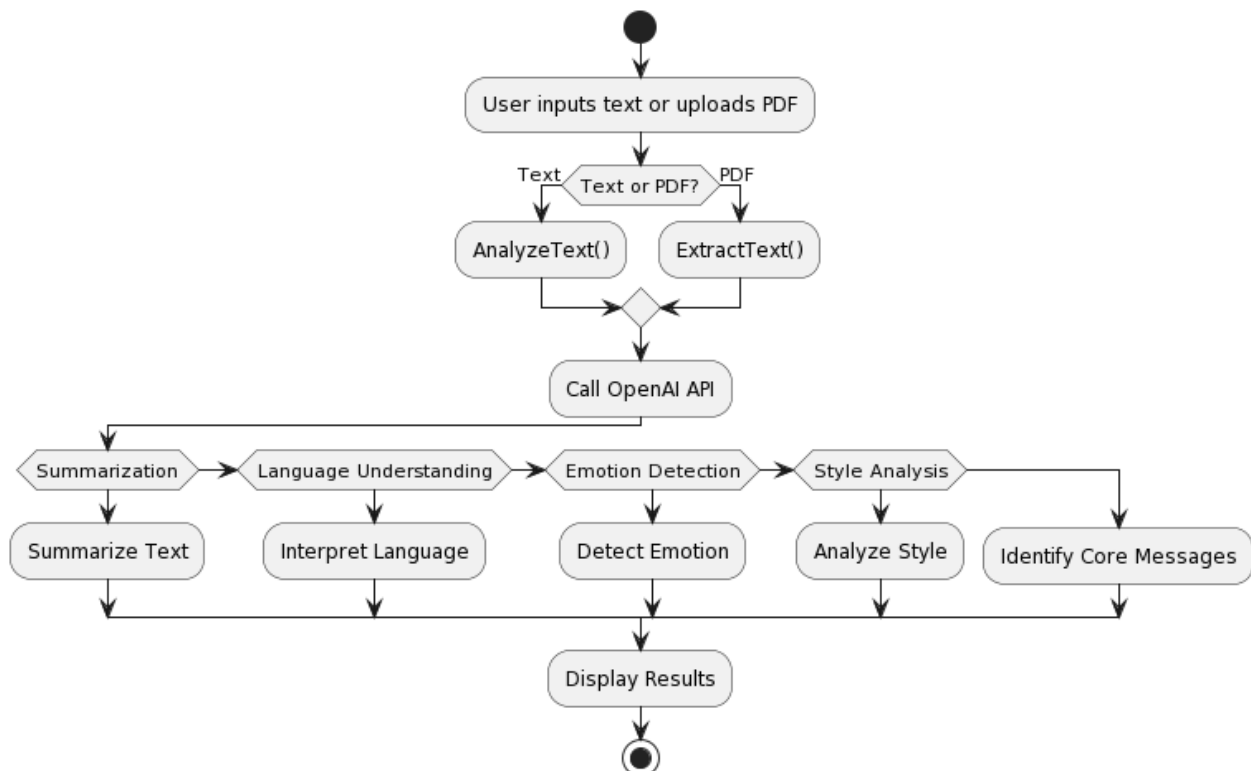 User inputs text or uploads PDF
Text
Text or PDF?
PDF
AnalyzeText()
ExtractText()
Call OpenAI API
Summarization
Language Understanding
Emotion Detection
Style Analysis
Summarize Text
Interpret Language
Detect Emotion
Analyze Style
Identify Core Messages
Display Results